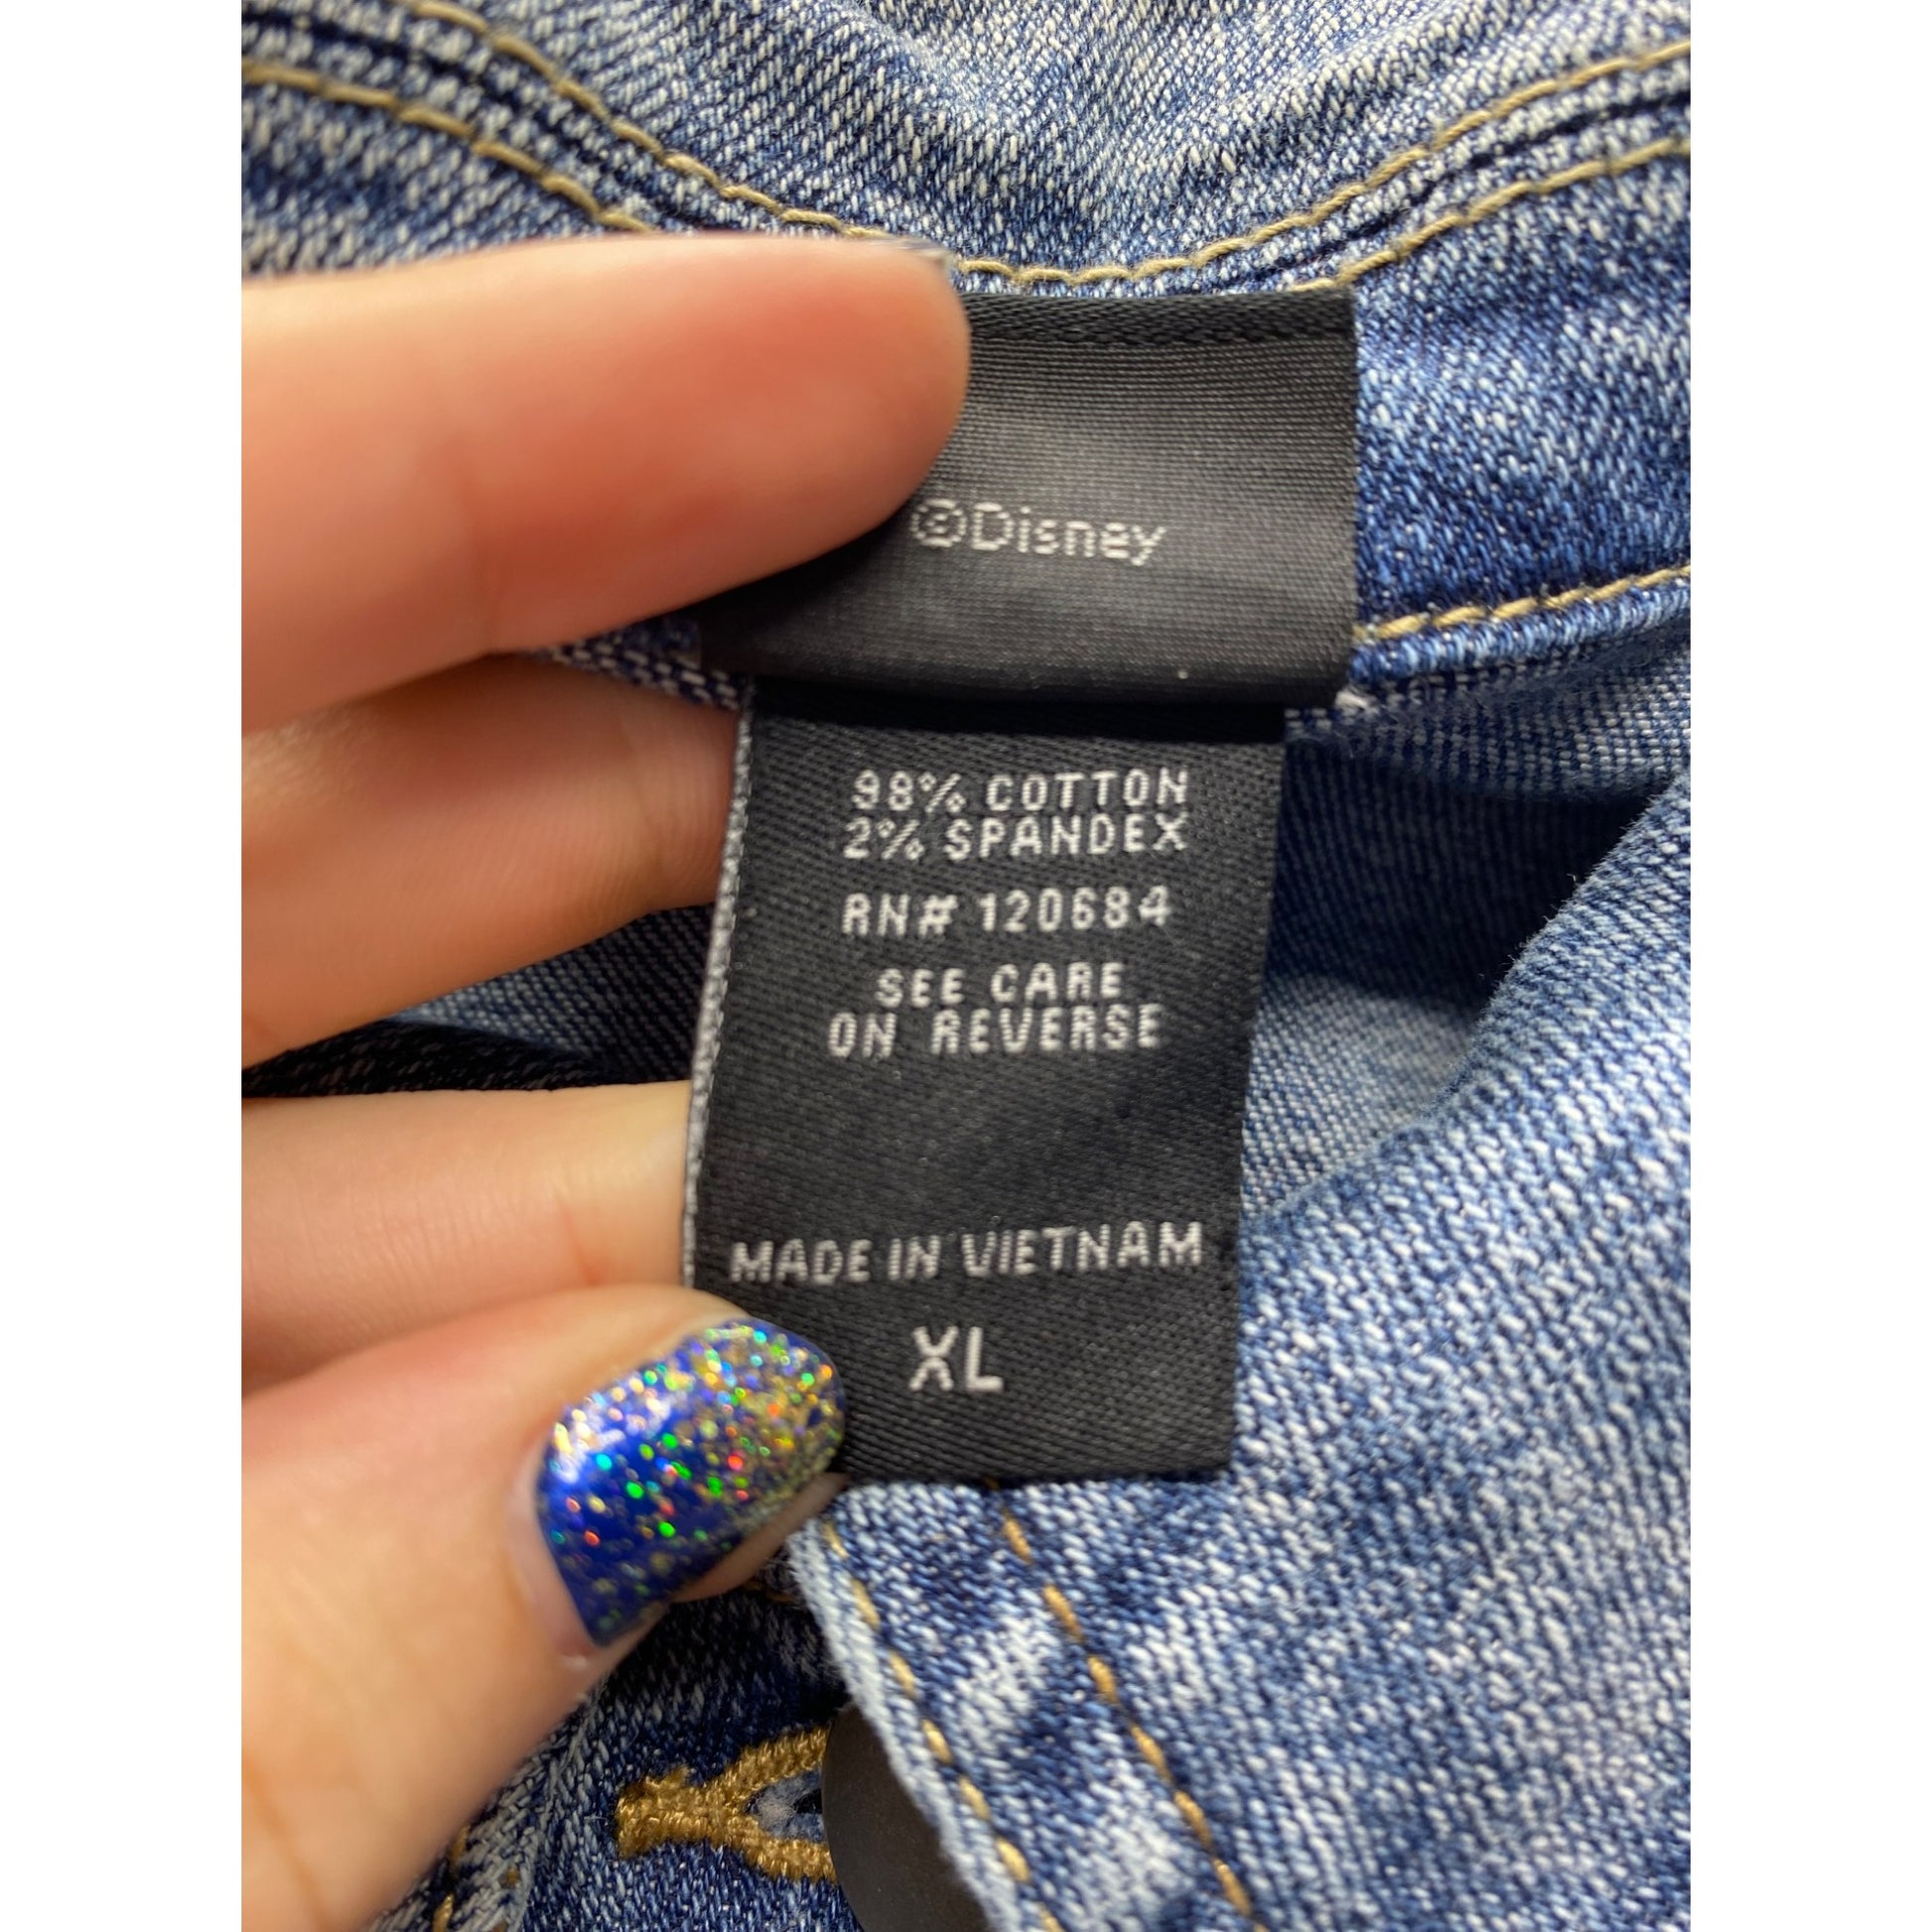 ©Disney
98% COTTON
2% SPANDEX
RN# 120684
SEE CARE
ON REVERSE
MADE IN VIETNAM
XL